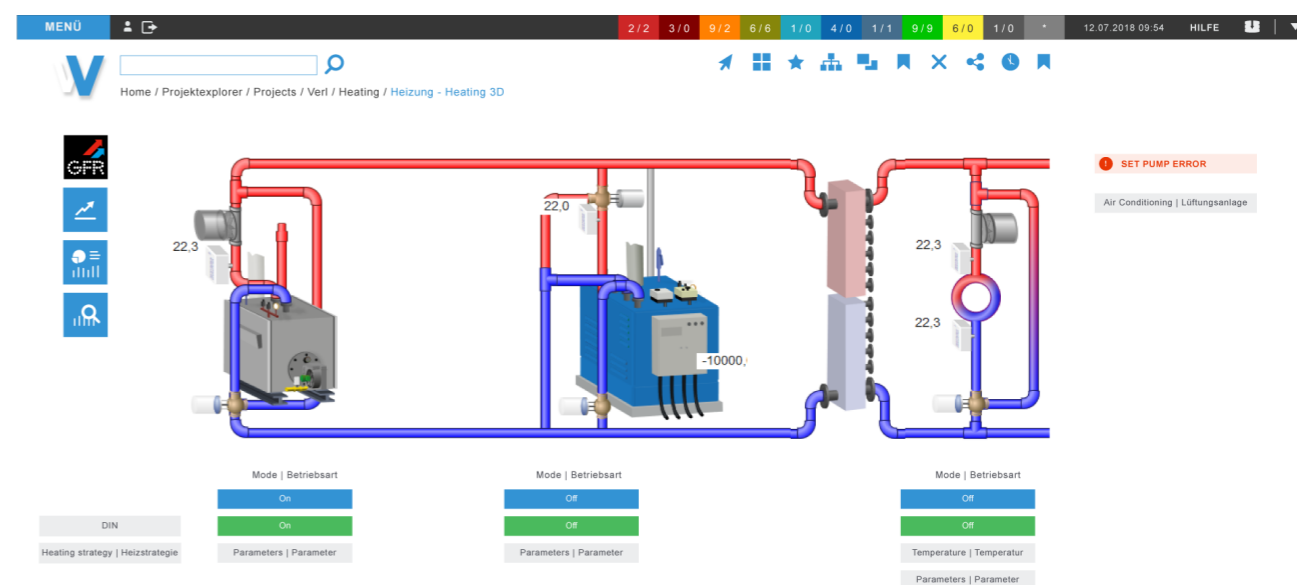 MENÜ 2/2 3/0 9/2 6/6 1/0 4/0 1/1 9/9 6/0 1/0 * 12.07.2018 09:54 HILFE
Home / Projektexplorer / Projects / Verl / Heating / Heizung - Heating 3D
GFR
SET PUMP ERROR
Air Conditioning | Lüftungsanlage
22,0
22,3
22,3
22,3
-10000,
Mode | Betriebsart
On
On
Parameters | Parameter
Mode | Betriebsart
Off
Off
Parameters | Parameter
Mode | Betriebsart
Off
Off
Temperature | Temperatur
Parameters | Parameter
DIN
Heating strategy | Heizstrategie